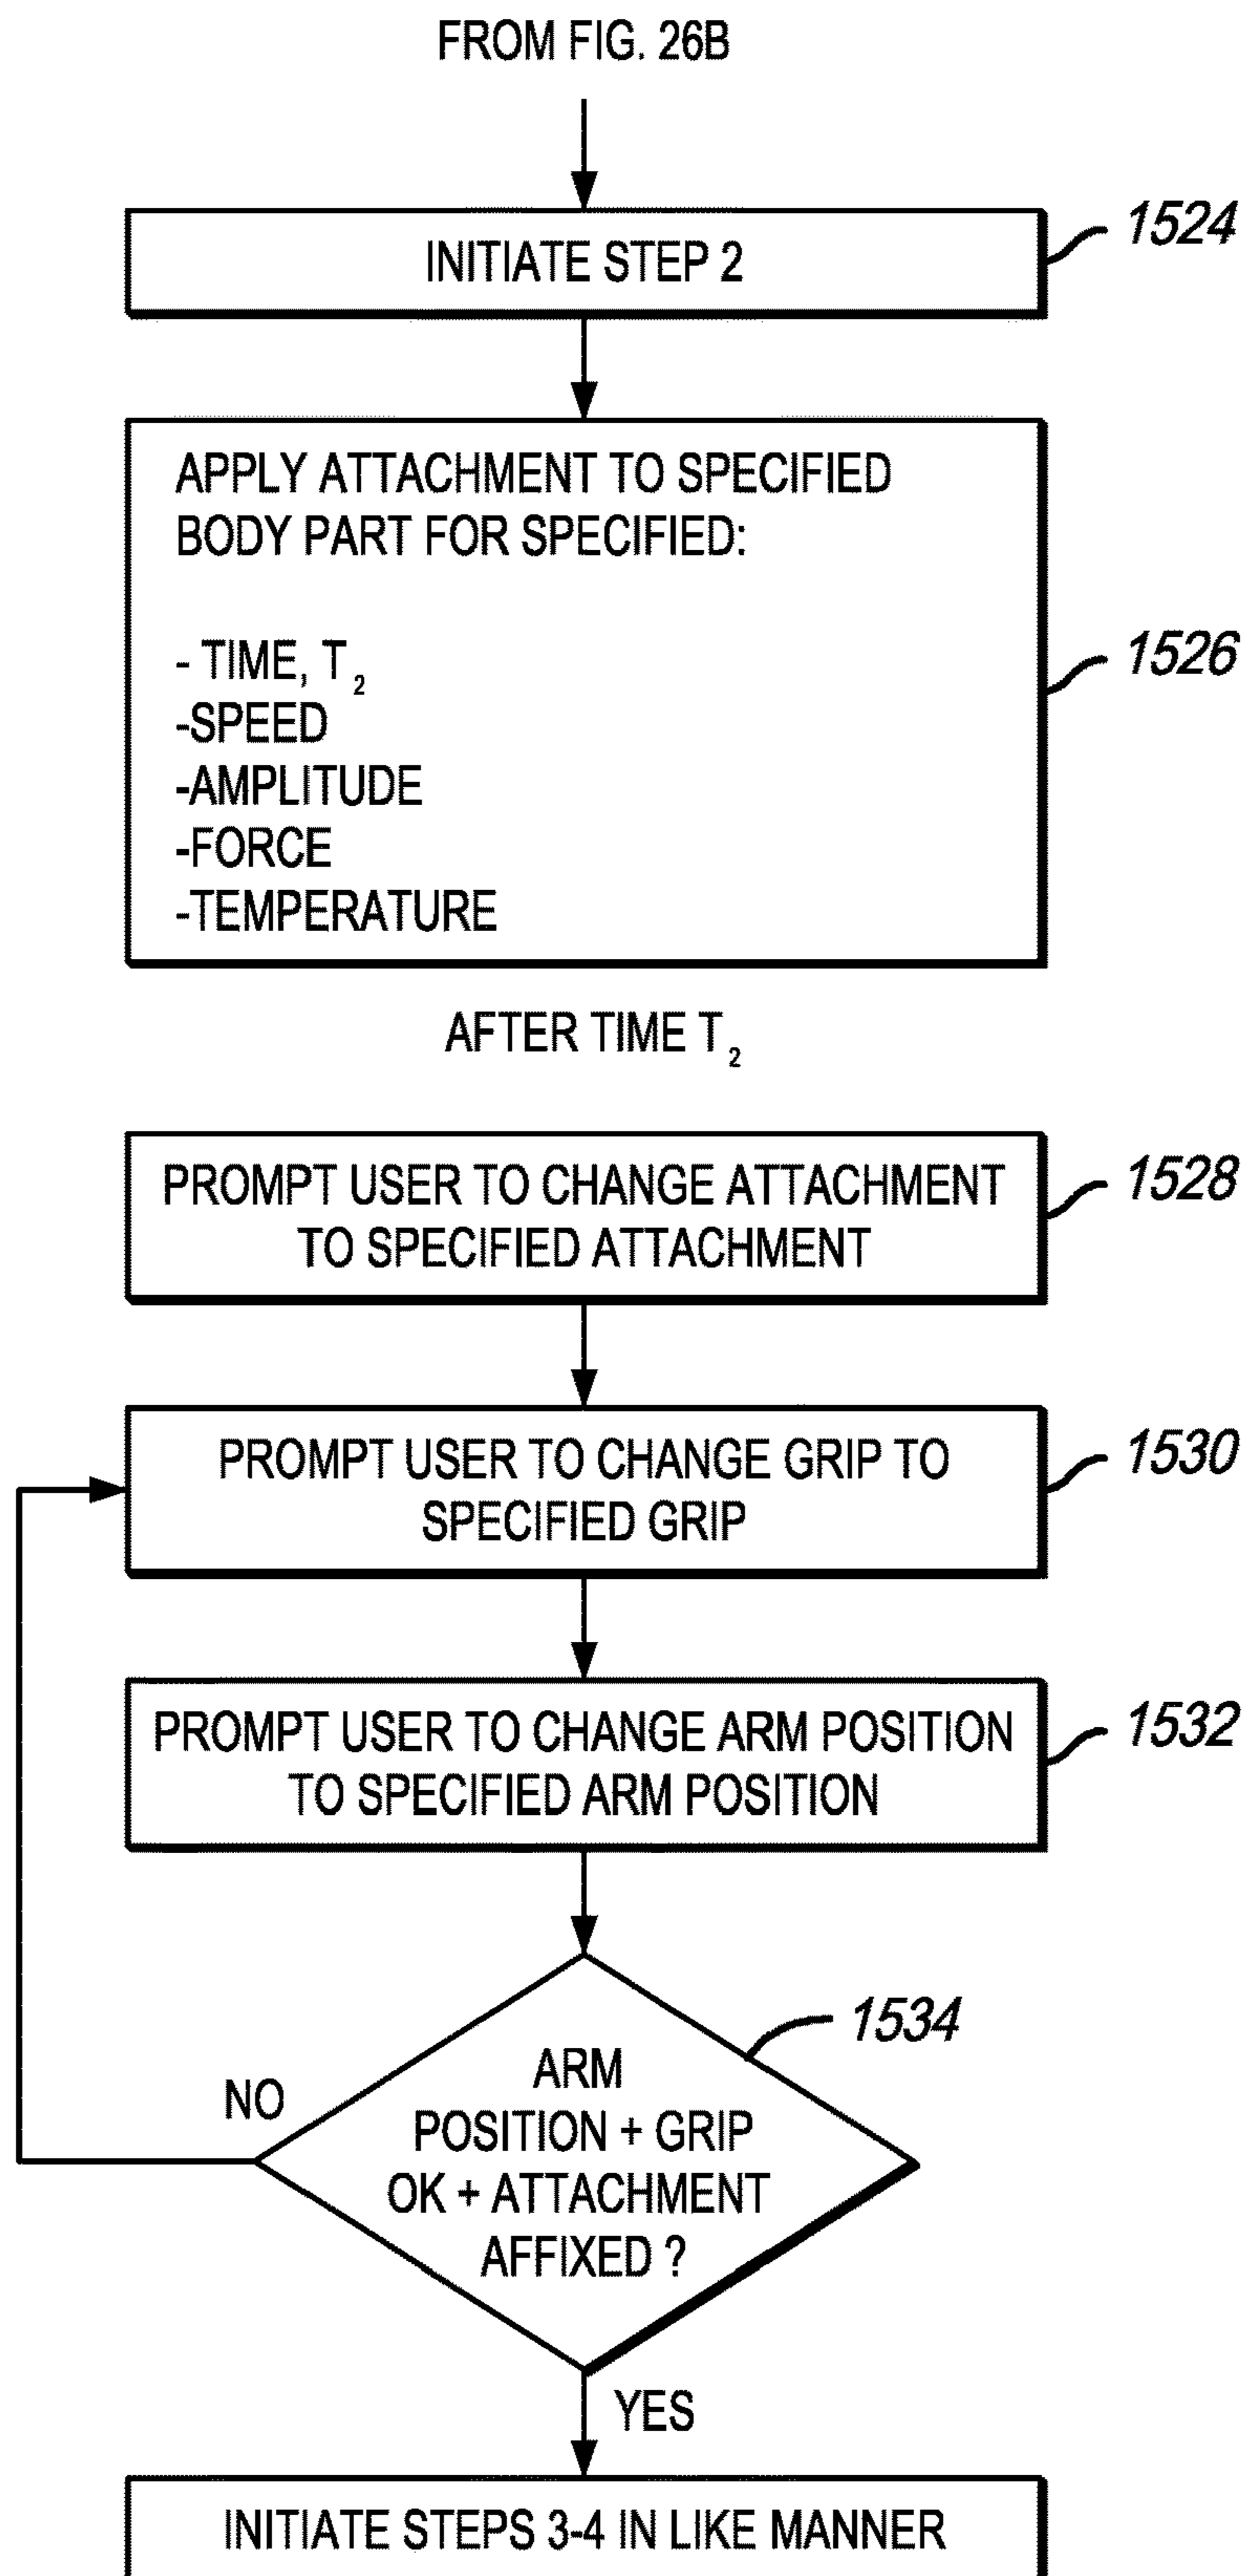 FROM FIG. 26B
INITIATE STEP 2
1524
APPLY ATTACHMENT TO SPECIFIED
BODY PART FOR SPECIFIED:
- TIME, T₂
-SPEED
-AMPLITUDE
-FORCE
-TEMPERATURE
1526
AFTER TIME T₂
PROMPT USER TO CHANGE ATTACHMENT
TO SPECIFIED ATTACHMENT
1528
PROMPT USER TO CHANGE GRIP TO
SPECIFIED GRIP
1530
PROMPT USER TO CHANGE ARM POSITION
TO SPECIFIED ARM POSITION
1532
1534
ARM
POSITION + GRIP
OK + ATTACHMENT
AFFIXED ?
NO
YES
INITIATE STEPS 3-4 IN LIKE MANNER